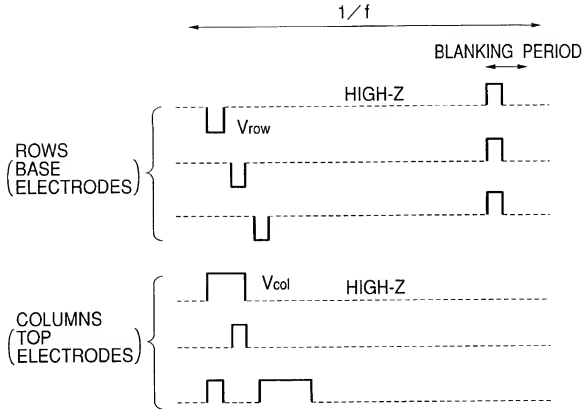 1/f
BLANKING PERIOD
HIGH-Z
Vrow
ROWS
BASE
ELECTRODES
Vcol
HIGH-Z
COLUMNS
TOP
ELECTRODES